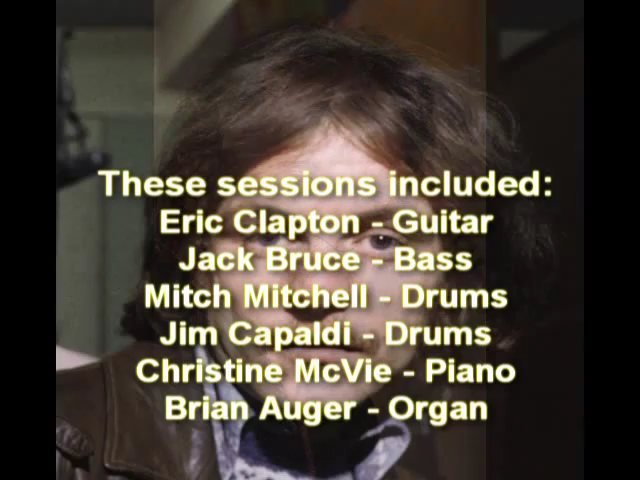 These sessions included:
Eric Clapton - Guitar
Jack Bruce - Bass
Mitch Mitchell - Drums
Jim Capaldi - Drums
Christine McVie - Piano
Brian Auger - Organ